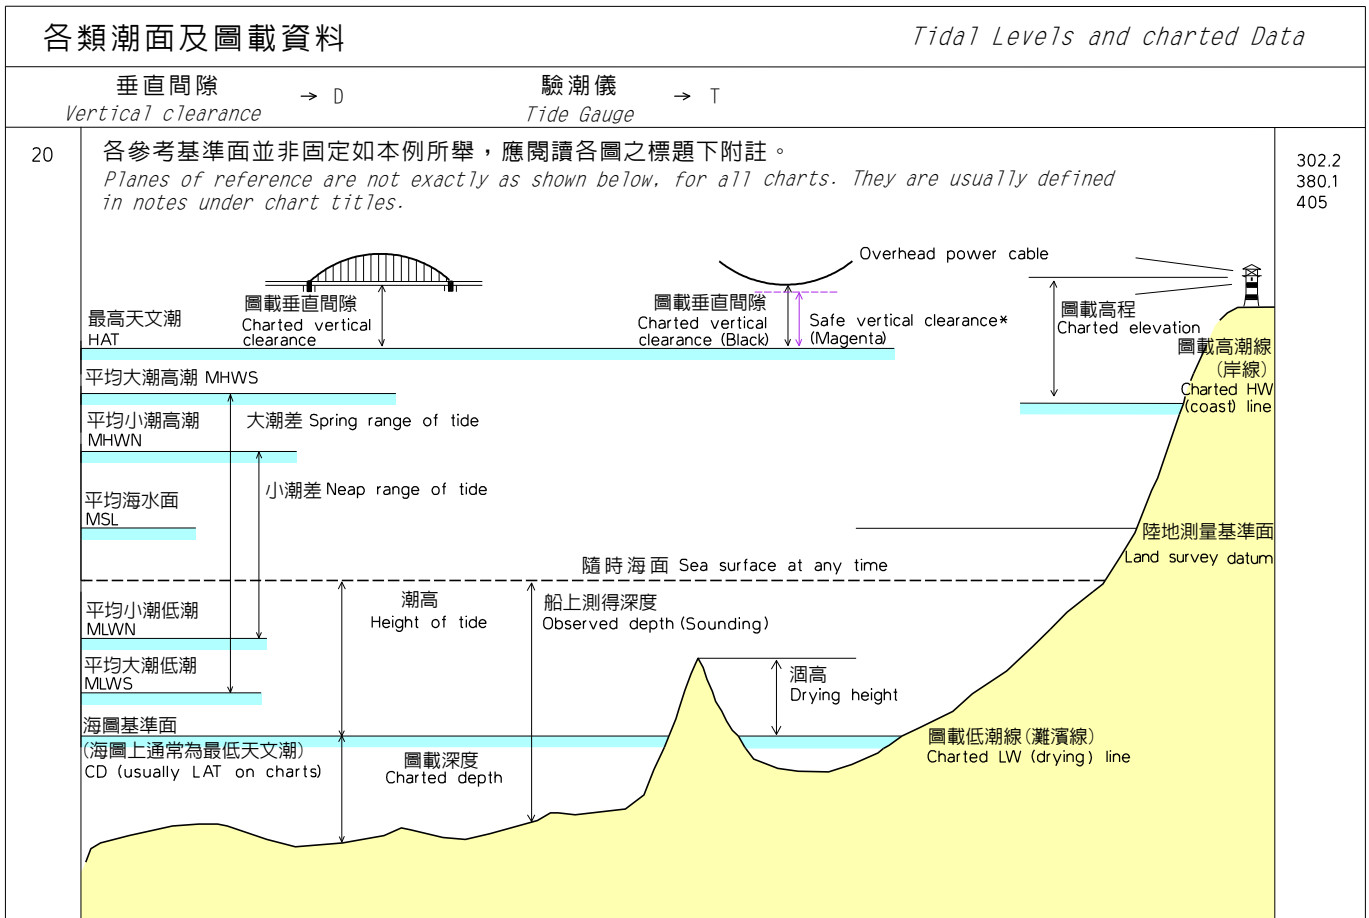 各類潮面及圖載資料
Tidal Levels and charted Data
垂直間隙
Vertical clearance
→ D
驗潮儀
Tide Gauge
→ T
20
各參考基準面並非固定如本例所舉，應閱讀各圖之標題下附註。
Planes of reference are not exactly as shown below, for all charts. They are usually defined
in notes under chart titles.
302.2
380.1
405
Overhead power cable
最高天文潮
HAT
圖載垂直間隙
Charted vertical
clearance
圖載垂直間隙
Charted vertical
clearance (Black)
Safe vertical clearance*
(Magenta)
圖載高程
Charted elevation
圖載高潮線
(岸線)
Charted HW
(coast) line
平均大潮高潮 MHWS
平均小潮高潮
MHWN
大潮差 Spring range of tide
小潮差 Neap range of tide
平均海水面
MSL
陸地測量基準面
Land survey datum
隨時海面 Sea surface at any time
平均小潮低潮
MLWN
潮高
Height of tide
船上測得深度
Observed depth (Sounding)
平均大潮低潮
MLWS
涸高
Drying height
海圖基準面
(海圖上通常為最低天文潮)
CD (usually LAT on charts)
圖載深度
Charted depth
圖載低潮線(灘濱線)
Charted LW (drying) line